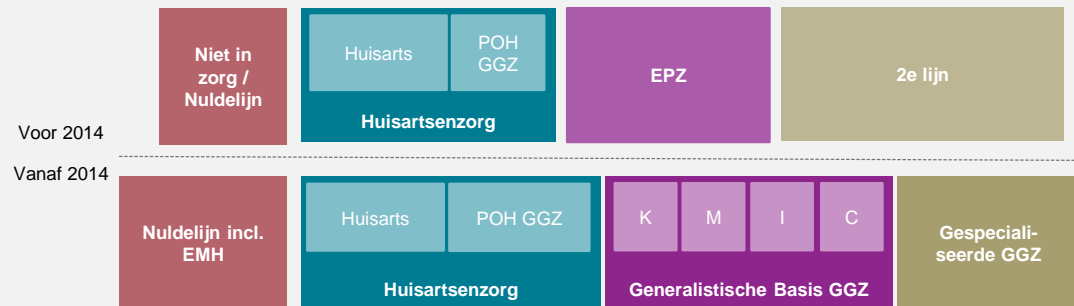 Voor 2014
Niet in
zorg /
Nuldelijn
Huisarts
POH
GGZ
Huisartsenzorg
EPZ
2e lijn
Vanaf 2014
Nuldelijn incl.
EMH
Huisarts
POH GGZ
Huisartsenzorg
K
M
I
C
Generalistische Basis GGZ
Gespeciali-
seerde GGZ